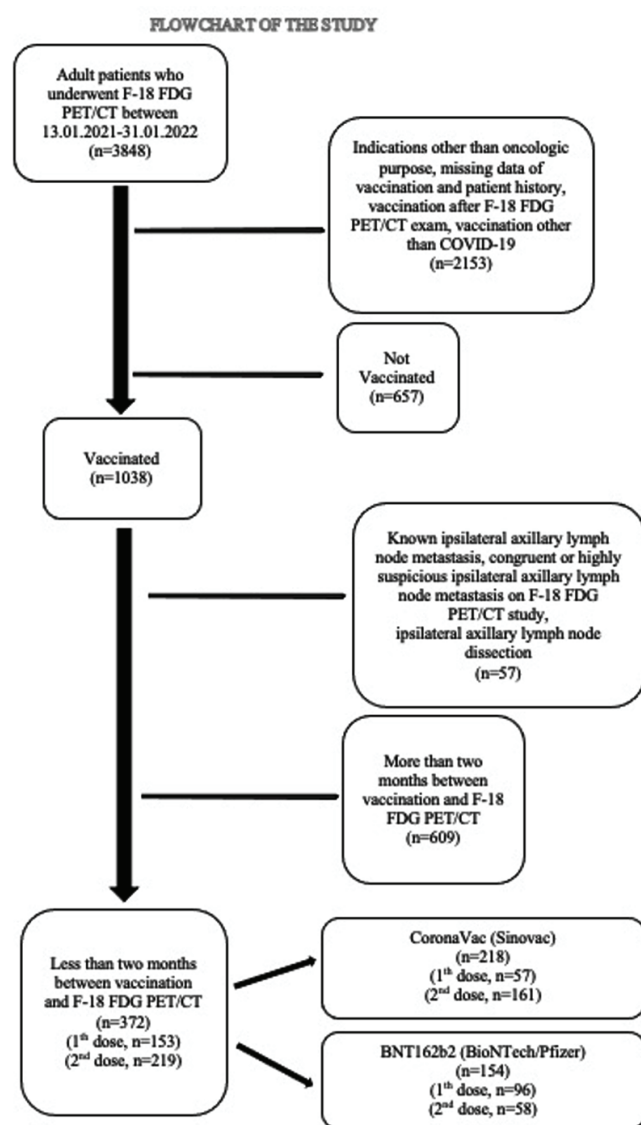 FLOWCHART OF THE STUDY
Adult patients who
underwent F-18 FDG
PET/CT between
13.01.2021-31.01.2022
(n=3848)
Indications other than oncologic
purpose, missing data of
vaccination and patient history,
vaccination after F-18 FDG
PET/CT exam, vaccination other
than COVID-19
(n=2153)
Not
Vaccinated
(n=657)
Vaccinated
(n=1038)
Known ipsilateral axillary lymph
node metastasis, congruent or highly
suspicious ipsilateral axillary lymph
node metastasis on F-18 FDG
PET/CT study,
ipsilateral axillary lymph node
dissection
(n=57)
More than two
months between
vaccination and F-18
FDG PET/CT
(n=609)
Less than two months
between vaccination
and F-18 FDG PET/CT
(n=372)
(1th dose, n=153)
(2nd dose, n=219)
CoronaVac (Sinovac)
(n=218)
(1th dose, n=57)
(2nd dose, n=161)
BNT162b2 (BioNTech/Pfizer)
(n=154)
(1th dose, n=96)
(2nd dose, n=58)